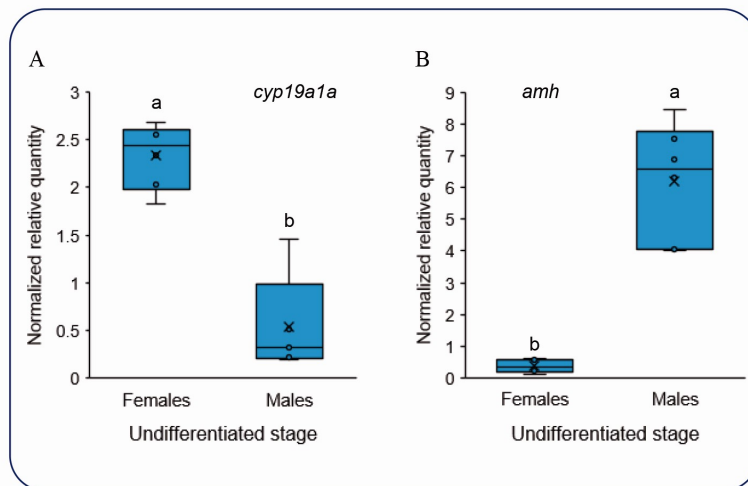 A
cyp19a1a
Normalized relative quantity
3
2.5
2
1.5
1
0.5
0
a
b
Females
Males
Undifferentiated stage
B
amh
Normalized relative quantity
9
8
7
6
5
4
3
2
1
0
b
a
Females
Males
Undifferentiated stage